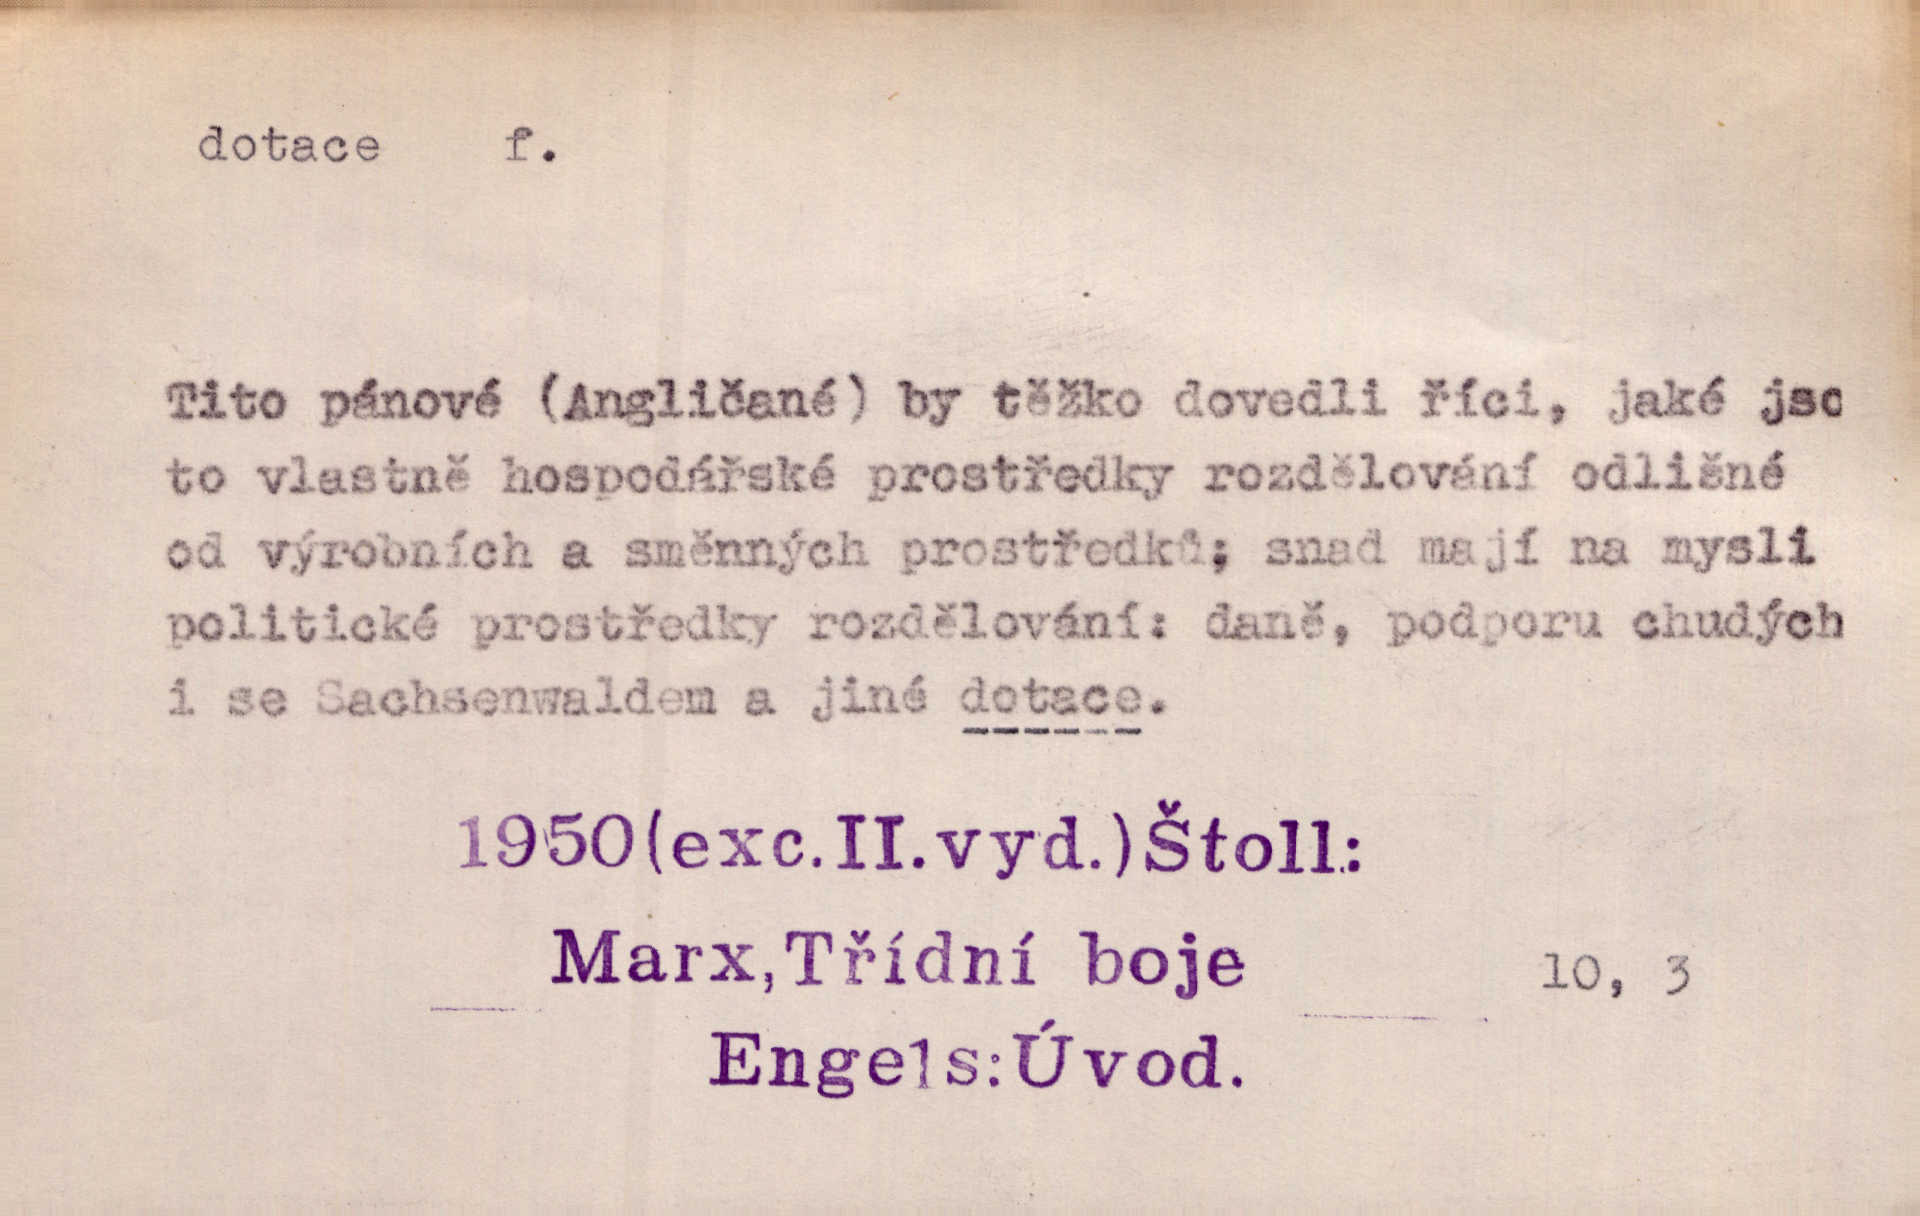 dotace f.
Tito pánové (Angličané) by těžko dovedli říci, jaké jso
to vlastně hospodářské prostředky rozdělování odlišné
od výrobních a směnných prostředků; snad mají na mysli
politické prostředky rozdělování: daně, podporu chudých
i se Sachsenwaldem a jiné dotace.
1950(exc.II.vyd.)Štoll:
Marx,Třídní boje 10, 3
Engels:Úvod.